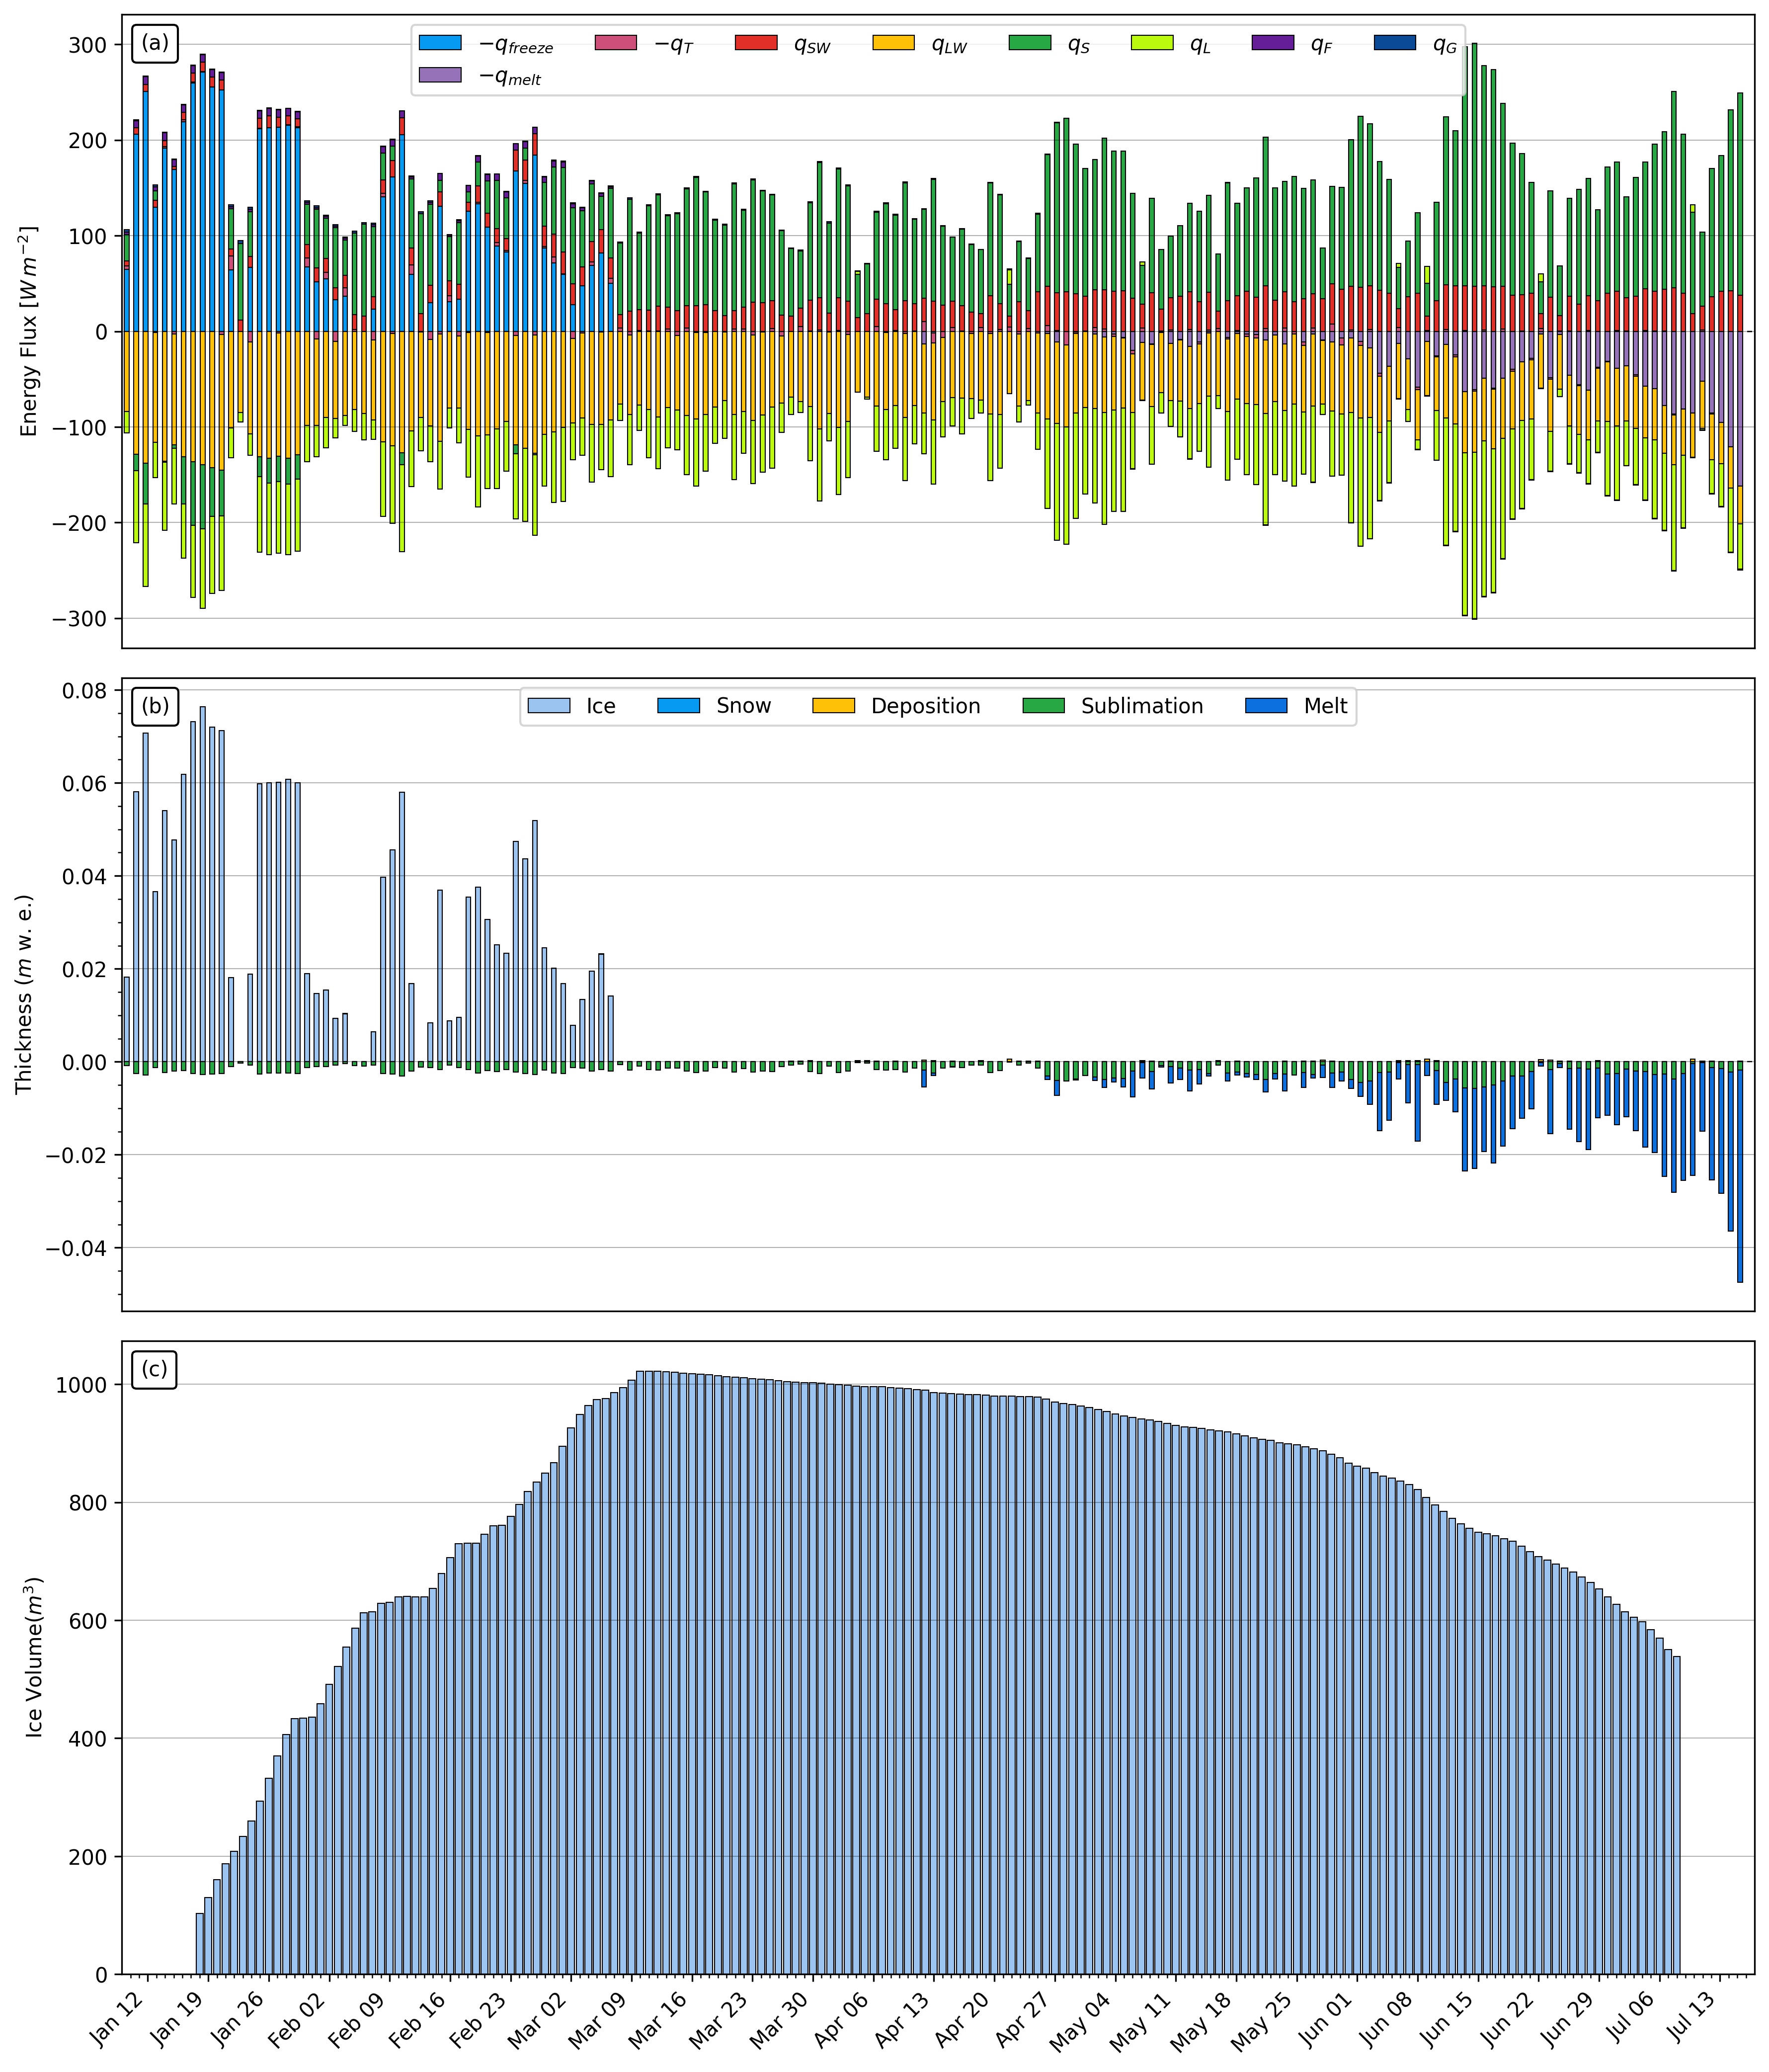 (a)
−q_freeze −q_T q_SW q_LW q_S q_L q_F q_G
−q_melt
Energy Flux [W m⁻²]
300
200
100
0
−100
−200
−300
(b)
Ice Snow Deposition Sublimation Melt
Thickness (m w. e.)
0.08
0.06
0.04
0.02
0.00
−0.02
−0.04
(c)
Ice Volume(m³)
1000
800
600
400
200
0
Jan 12 Jan 19 Jan 26 Feb 02 Feb 09 Feb 16 Feb 23 Mar 02 Mar 09 Mar 16 Mar 23 Mar 30 Apr 06 Apr 13 Apr 20 Apr 27 May 04 May 11 May 18 May 25 Jun 01 Jun 08 Jun 15 Jun 22 Jun 29 Jul 06 Jul 13